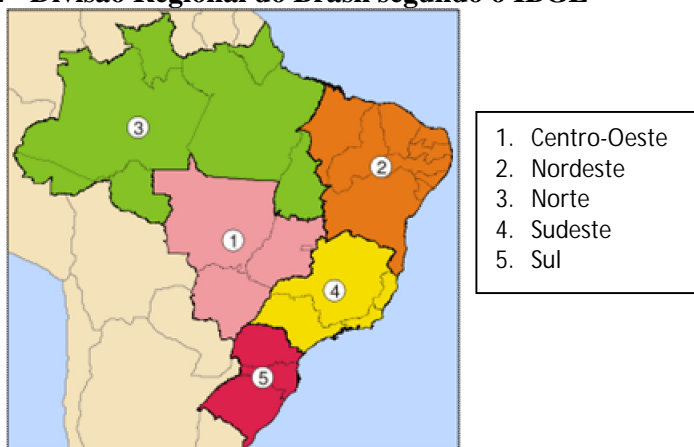 Divisão Regional do Brasil segundo o IBGE
3
2
1
4
5
1. Centro-Oeste
2. Nordeste
3. Norte
4. Sudeste
5. Sul